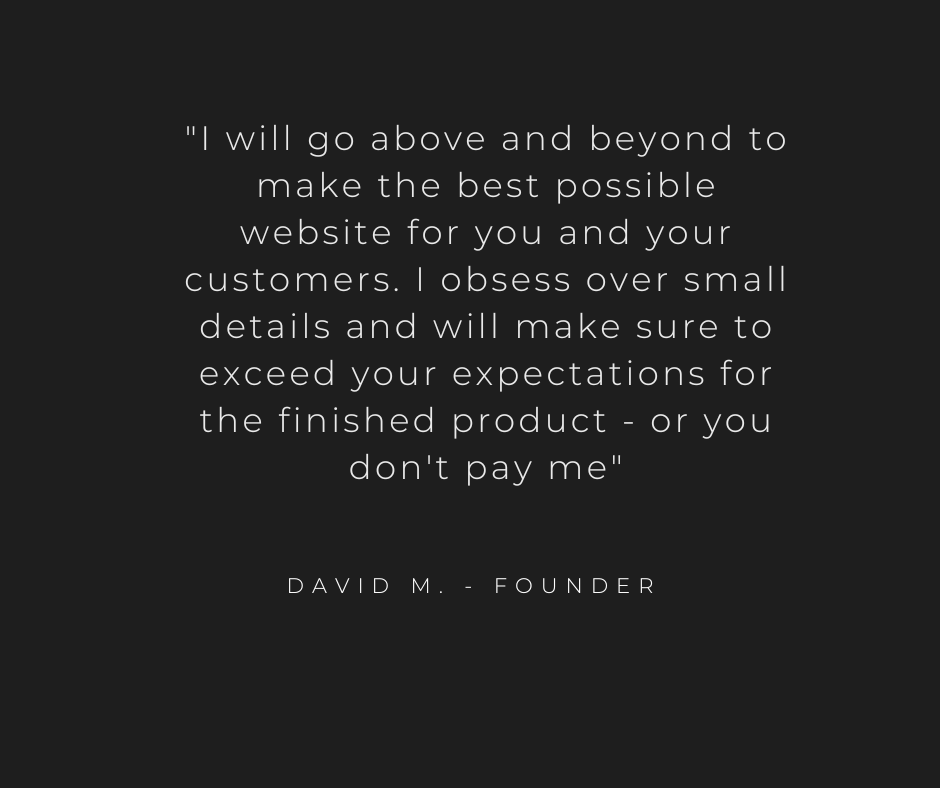 "I will go above and beyond to
make the best possible
website for you and your
customers. I obsess over small
details and will make sure to
exceed your expectations for
the finished product - or you
don't pay me"
DAVID M. - FOUNDER